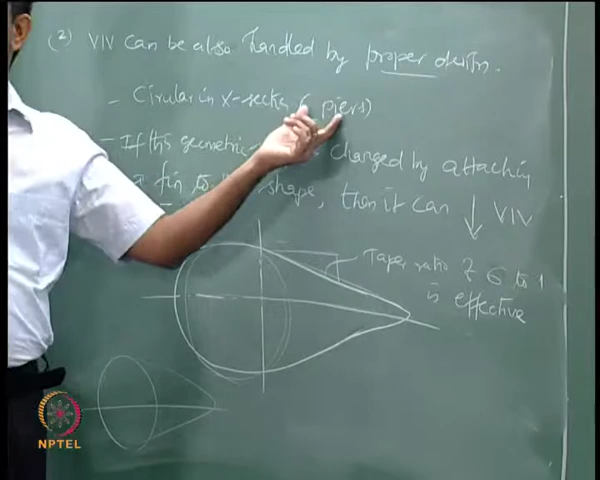 (2) VIV can be also handled by proper design.
- Circular in X-section ( piers)
- If this geometric is changed by attaching
a fin to the shape, then it can ↓ VIV
Taper ratio 6 to 1
is effective
NPTEL